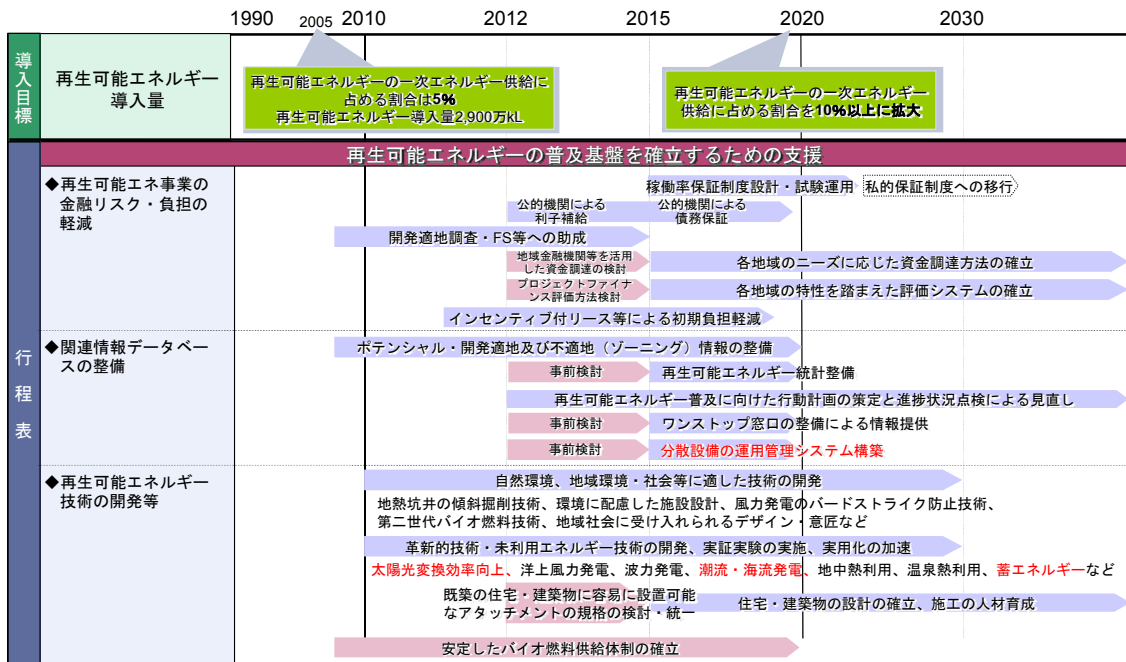 1990 2005 2010 2012 2015 2020 2030
導入目標
再生可能エネルギー
導入量
再生可能エネルギーの一次エネルギー供給に
占める割合は5%
再生可能エネルギー導入量2,900万kL
再生可能エネルギーの一次エネルギー
供給に占める割合を10%以上に拡大
行程表
再生可能エネルギーの普及基盤を確立するための支援
◆再生可能エネ事業の
金融リスク・負担の
軽減
稼働率保証制度設計・試験運用
私的保証制度への移行
公的機関による
利子補給
公的機関による
債務保証
開発適地調査・FS等への助成
地域金融機関等を活用
した資金調達の検討
各地域のニーズに応じた資金調達方法の確立
プロジェクトファイナ
ンス評価方法検討
各地域の特性を踏まえた評価システムの確立
インセンティブ付リース等による初期負担軽減
◆関連情報データベー
スの整備
ポテンシャル・開発適地及び不適地（ゾーニング）情報の整備
事前検討
再生可能エネルギー統計整備
再生可能エネルギー普及に向けた行動計画の策定と進捗状況点検による見直し
事前検討
ワンストップ窓口の整備による情報提供
事前検討
分散設備の運用管理システム構築
◆再生可能エネルギー
技術の開発等
自然環境、地域環境・社会等に適した技術の開発
地熱坑井の傾斜掘削技術、環境に配慮した施設設計、風力発電のバードストライク防止技術、
第二世代バイオ燃料技術、地域社会に受け入れられるデザイン・意匠など
革新的技術・未利用エネルギー技術の開発、実証実験の実施、実用化の加速
太陽光変換効率向上、洋上風力発電、波力発電、潮流・海流発電、地中熱利用、温泉熱利用、蓄エネルギーなど
既築の住宅・建築物に容易に設置可能
なアタッチメントの規格の検討・統一
住宅・建築物の設計の確立、施工の人材育成
安定したバイオ燃料供給体制の確立